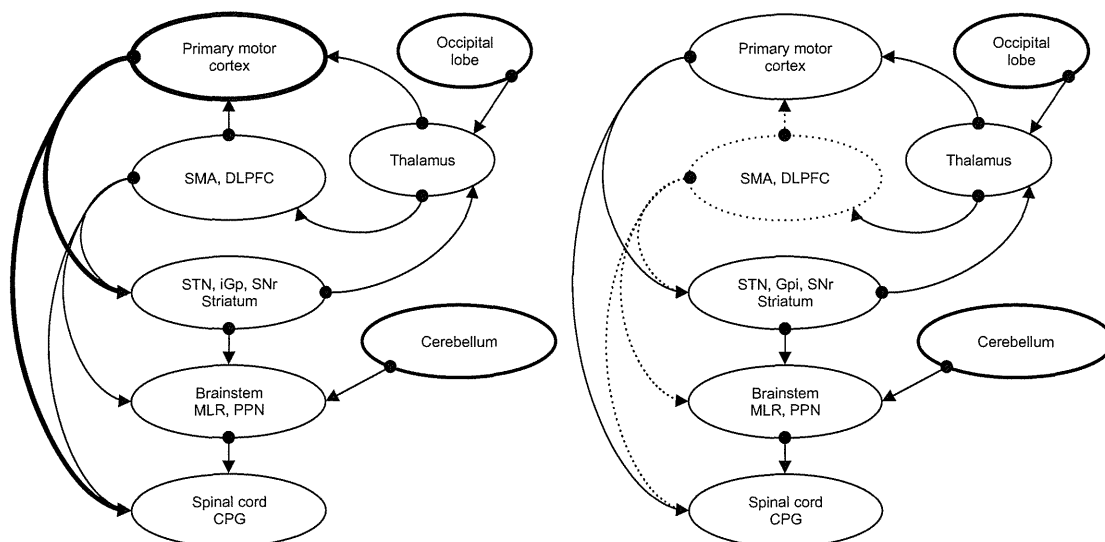 Primary motor
cortex
Occipital
lobe
Thalamus
SMA, DLPFC
STN, iGp, SNr
Striatum
Cerebellum
Brainstem
MLR, PPN
Spinal cord
CPG
Primary motor
cortex
Occipital
lobe
Thalamus
SMA, DLPFC
STN, Gpi, SNr
Striatum
Cerebellum
Brainstem
MLR, PPN
Spinal cord
CPG